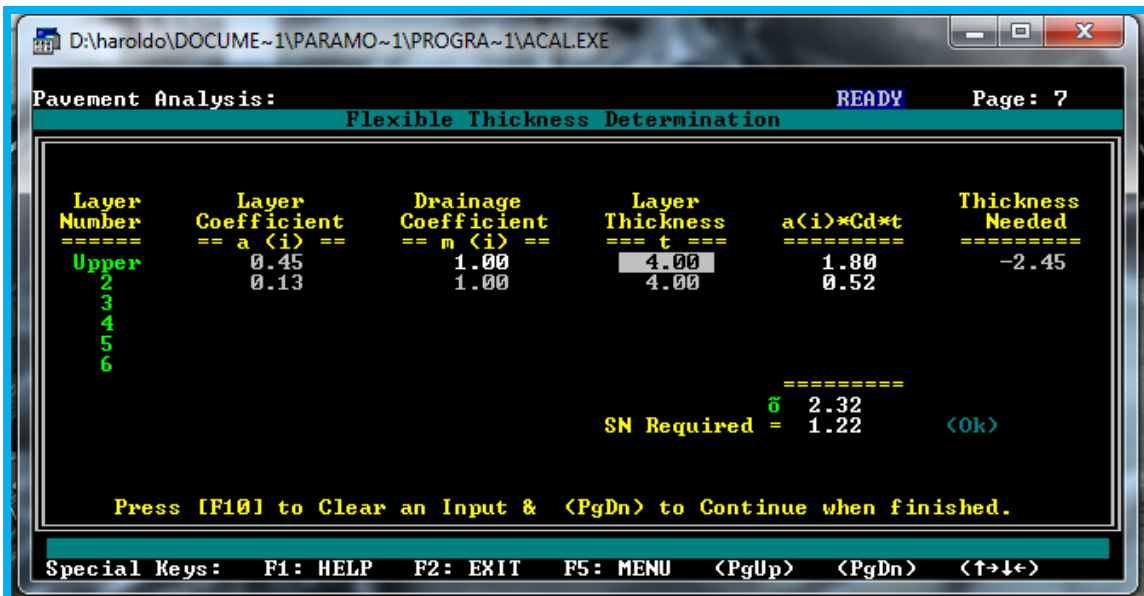 D:\haroldo\DOCUME~1\PARAMO~1\PROGRA~1\ACAL.EXE
Pavement Analysis: READY Page: 7
Flexible Thickness Determination
Layer Layer Drainage Layer Thickness
Number Coefficient Coefficient Thickness a(i)*Cd*t Needed
====== == a (i) == == m (i) == === t === ========= =========
Upper 0.45 1.00 4.00 1.80 -2.45
2 0.13 1.00 4.00 0.52
3
4
5
6
=========
õ 2.32
SN Required = 1.22 (Ok)
Press [F10] to Clear an Input & (PgDn) to Continue when finished.
Special Keys: F1: HELP F2: EXIT F5: MENU (PgUp) (PgDn) (↑→↓←)